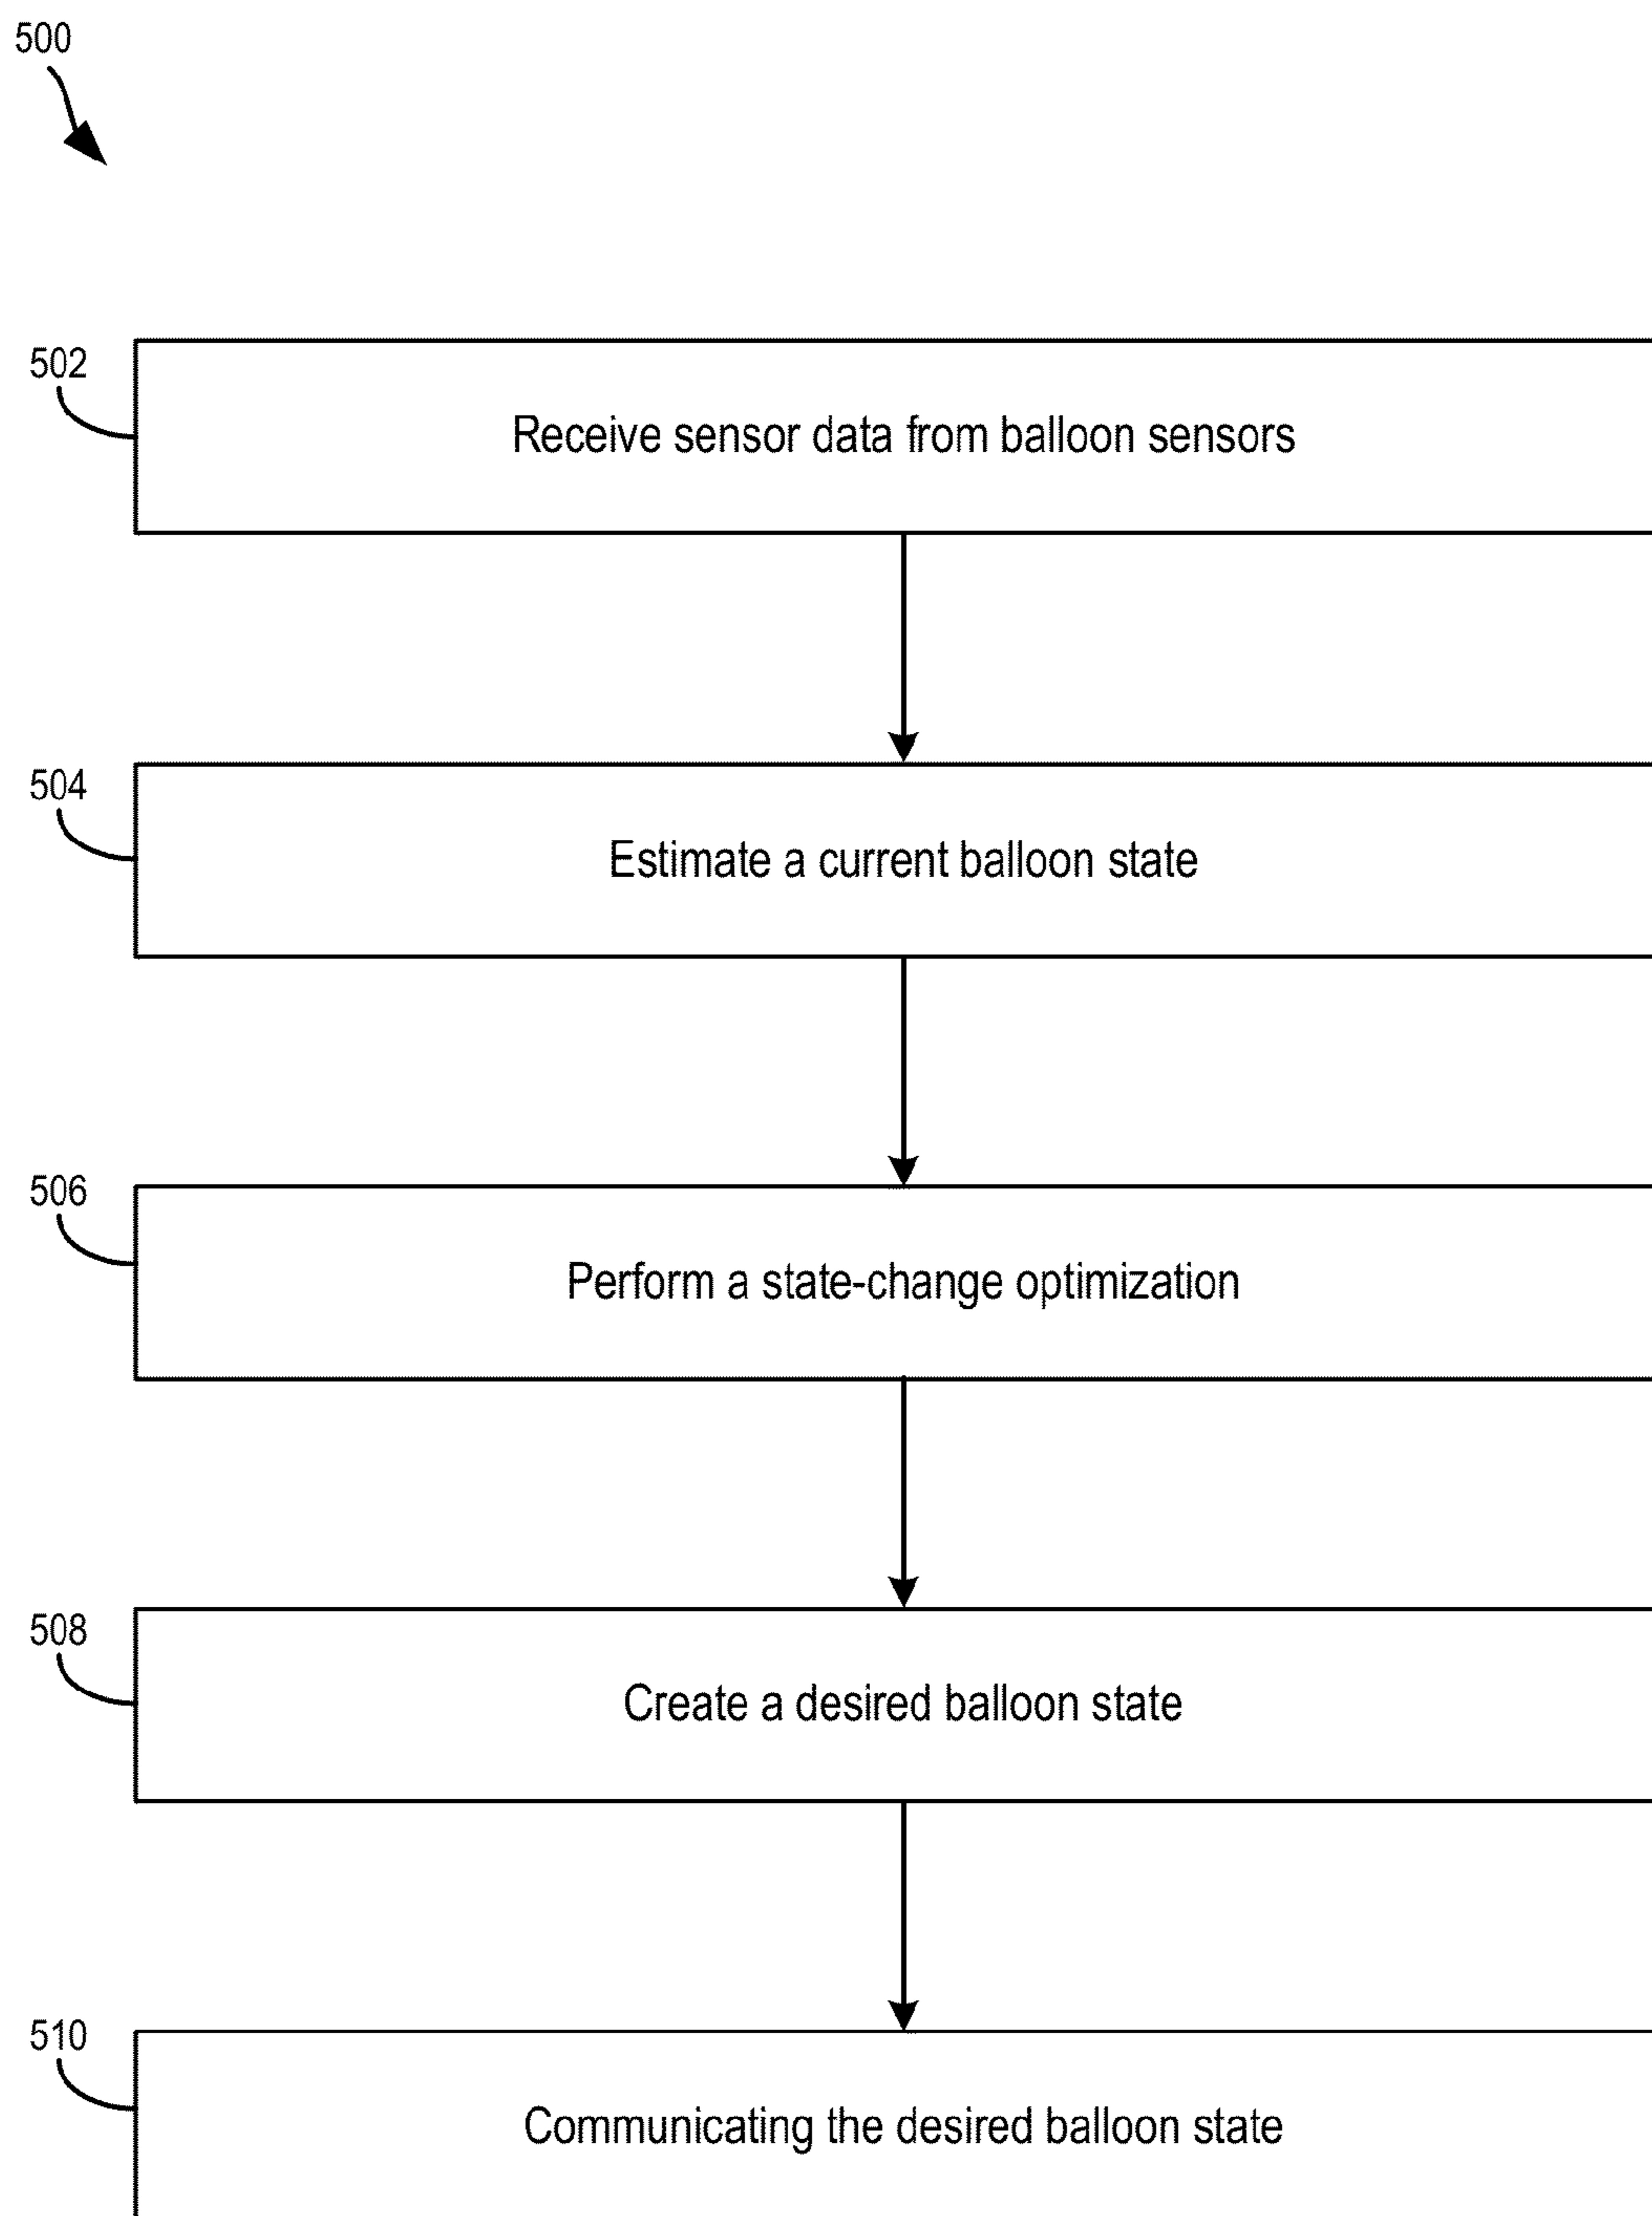 500
502
Receive sensor data from balloon sensors
504
Estimate a current balloon state
506
Perform a state-change optimization
508
Create a desired balloon state
510
Communicating the desired balloon state